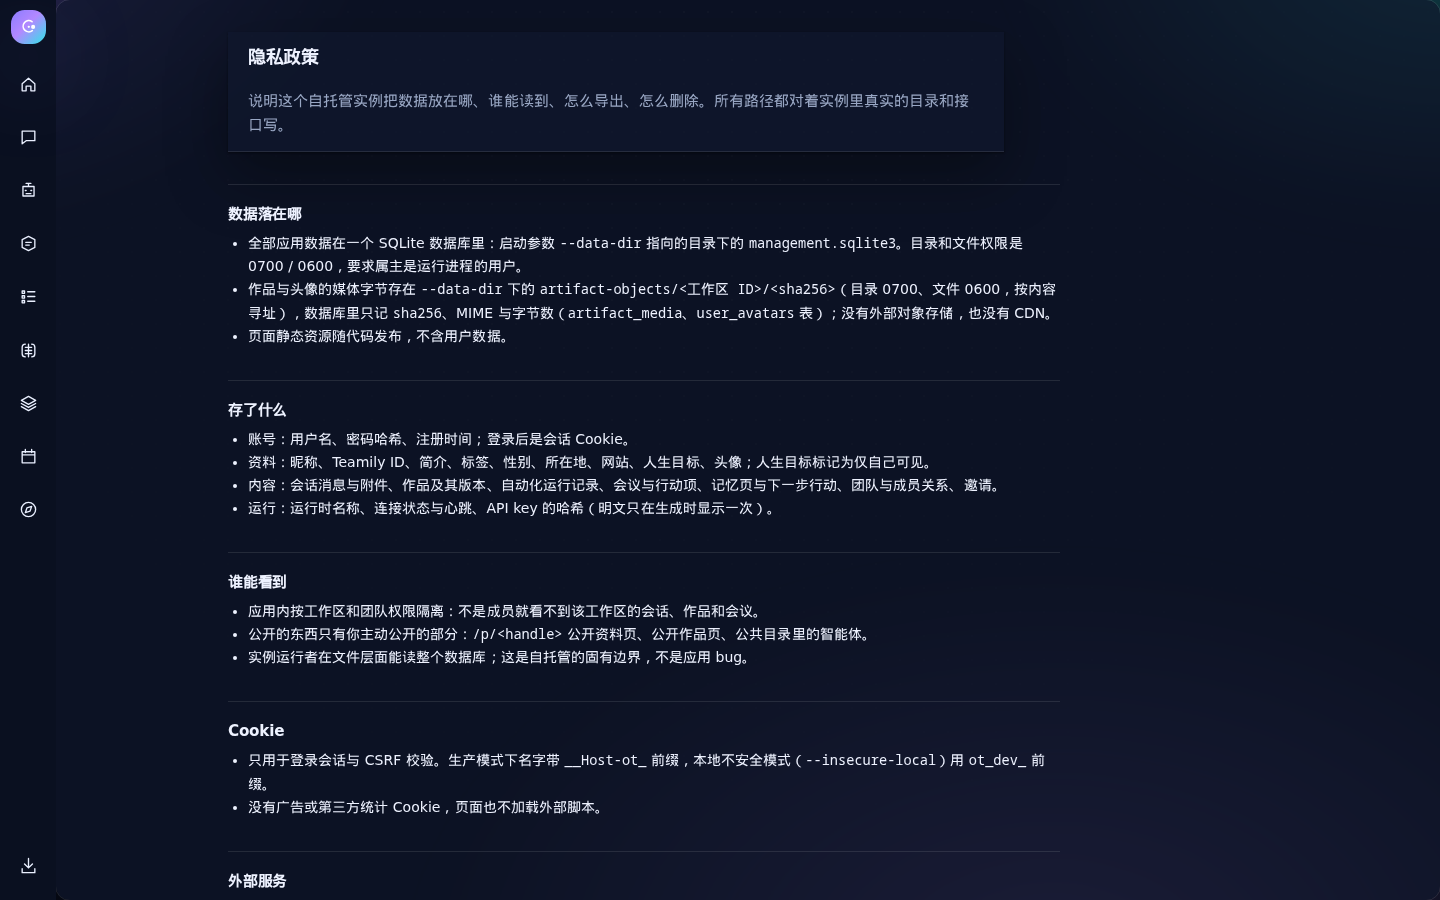 隐私政策
说明这个自托管实例把数据放在哪、谁能读到、怎么导出、怎么删除。所有路径都对着实例里真实的目录和接
口写。
数据落在哪
• 全部应用数据在一个 SQLite 数据库里：启动参数 --data-dir 指向的目录下的 management.sqlite3。目录和文件权限是
0700 / 0600，要求属主是运行进程的用户。
• 作品与头像的媒体字节存在 --data-dir 下的 artifact-objects/<工作区 ID>/<sha256>（目录 0700、文件 0600，按内容
寻址），数据库里只记 sha256、MIME 与字节数（artifact_media、user_avatars 表）；没有外部对象存储，也没有 CDN。
• 页面静态资源随代码发布，不含用户数据。
存了什么
• 账号：用户名、密码哈希、注册时间；登录后是会话 Cookie。
• 资料：昵称、Teamily ID、简介、标签、性别、所在地、网站、人生目标、头像；人生目标标记为仅自己可见。
• 内容：会话消息与附件、作品及其版本、自动化运行记录、会议与行动项、记忆页与下一步行动、团队与成员关系、邀请。
• 运行：运行时名称、连接状态与心跳、API key 的哈希（明文只在生成时显示一次）。
谁能看到
• 应用内按工作区和团队权限隔离：不是成员就看不到该工作区的会话、作品和会议。
• 公开的东西只有你主动公开的部分：/p/<handle> 公开资料页、公开作品页、公共目录里的智能体。
• 实例运行者在文件层面能读整个数据库；这是自托管的固有边界，不是应用 bug。
Cookie
• 只用于登录会话与 CSRF 校验。生产模式下名字带 __Host-ot_ 前缀，本地不安全模式（--insecure-local）用 ot_dev_ 前
缀。
• 没有广告或第三方统计 Cookie，页面也不加载外部脚本。
外部服务